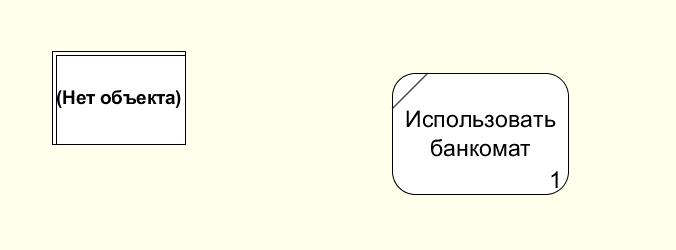 (Нет объекта)
Использовать
банкомат
1